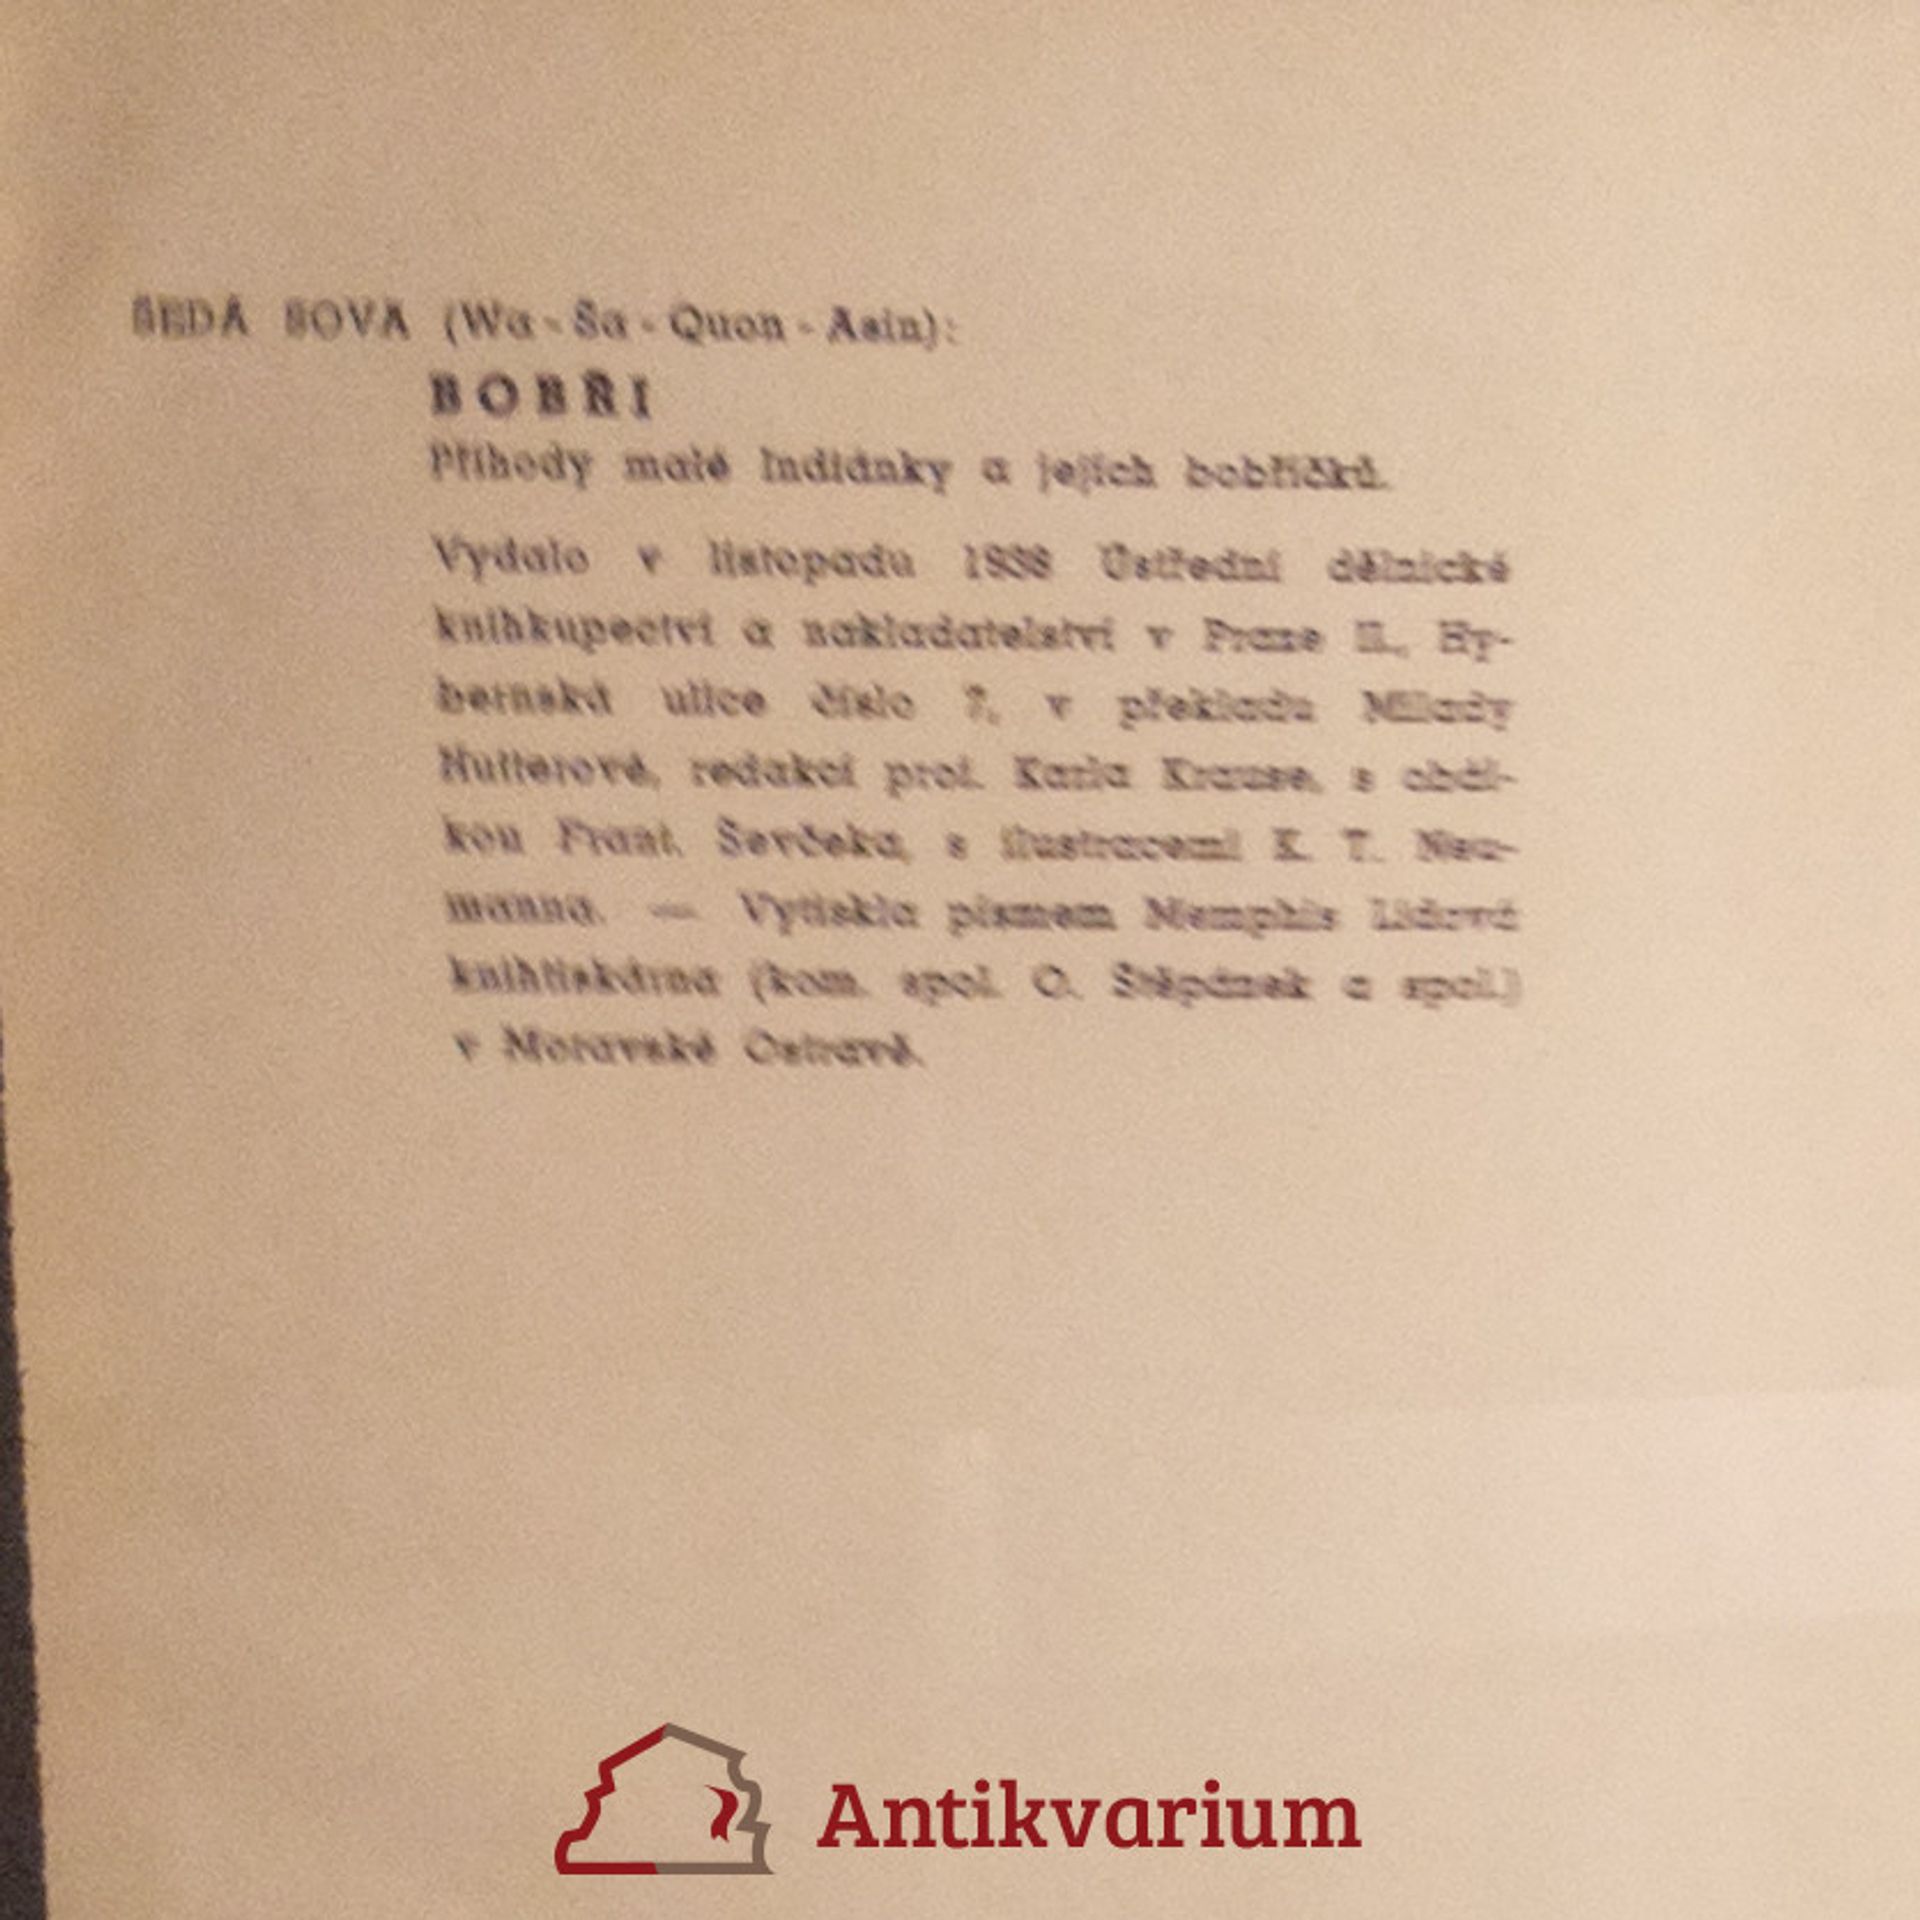 ŠEDÁ SOVA (Wa - Ša - Quon - Asin):
BOBŘI
Příhody malé Indiánky a jejích bobříčků.
Vydalo v listopadu 1938 Ústřední dělnické
knihkupectví a nakladatelství v Praze II., Hy-
bernská ulice číslo 7, v překladu Milady
Hutterové, redakcí prof. Karla Krause, s obál-
kou Frant. Ševčeka, s ilustracemi K. T. Neu-
manna. — Vytiskla písmem Memphis Lidová
knihtiskárna (kom. spol. O. Štěpánek a spol.)
v Moravské Ostravě.
Antikvarium